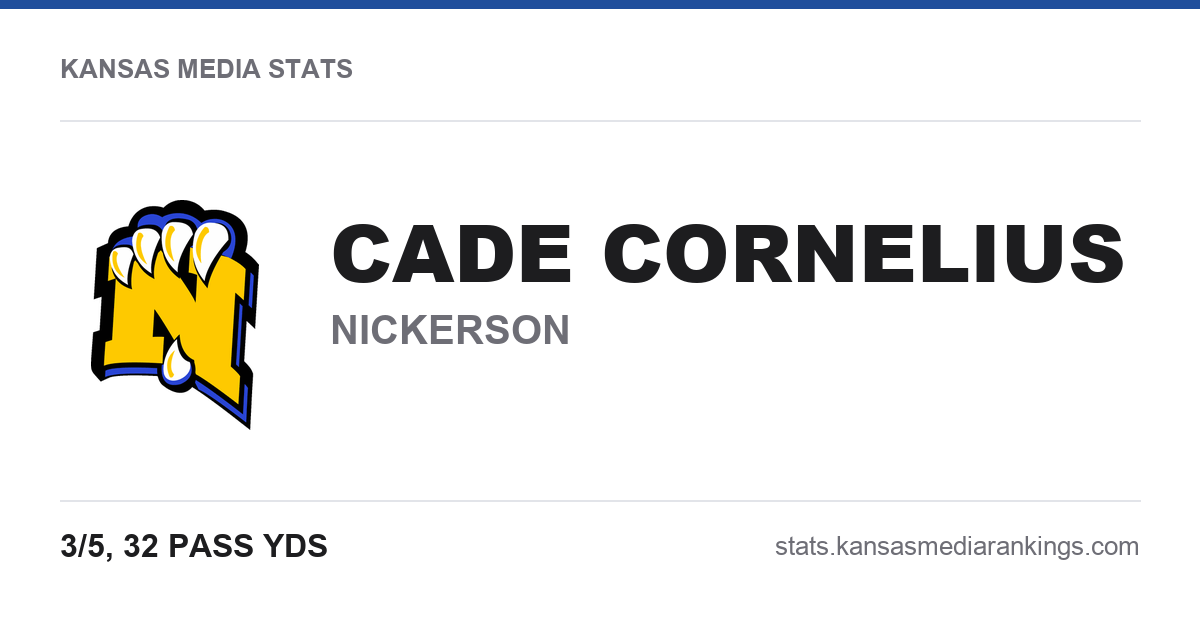 KANSAS MEDIA STATS
N
CADE CORNELIUS
NICKERSON
3/5, 32 PASS YDS
stats.kansasmediarankings.com